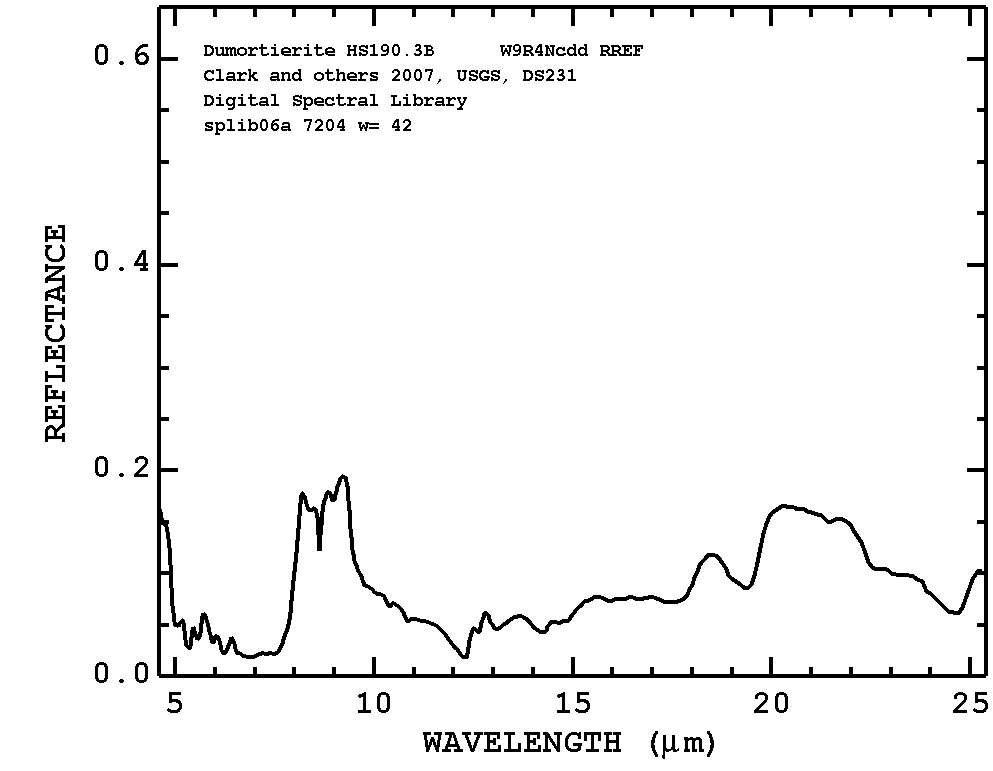 Dumortierite HS190.3B W9R4Ncdd RREF
Clark and others 2007, USGS, DS231
Digital Spectral Library
splib06a 7204 w= 42
REFLECTANCE
0.6
0.4
0.2
0.0
5 10 15 20 25
WAVELENGTH (μm)